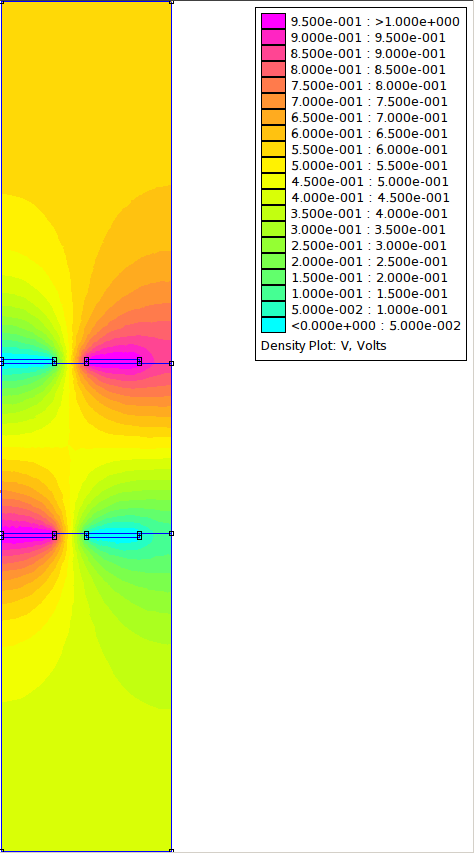 9.500e-001 : >1.000e+000
9.000e-001 : 9.500e-001
8.500e-001 : 9.000e-001
8.000e-001 : 8.500e-001
7.500e-001 : 8.000e-001
7.000e-001 : 7.500e-001
6.500e-001 : 7.000e-001
6.000e-001 : 6.500e-001
5.500e-001 : 6.000e-001
5.000e-001 : 5.500e-001
4.500e-001 : 5.000e-001
4.000e-001 : 4.500e-001
3.500e-001 : 4.000e-001
3.000e-001 : 3.500e-001
2.500e-001 : 3.000e-001
2.000e-001 : 2.500e-001
1.500e-001 : 2.000e-001
1.000e-001 : 1.500e-001
5.000e-002 : 1.000e-001
<0.000e+000 : 5.000e-002
Density Plot: V, Volts